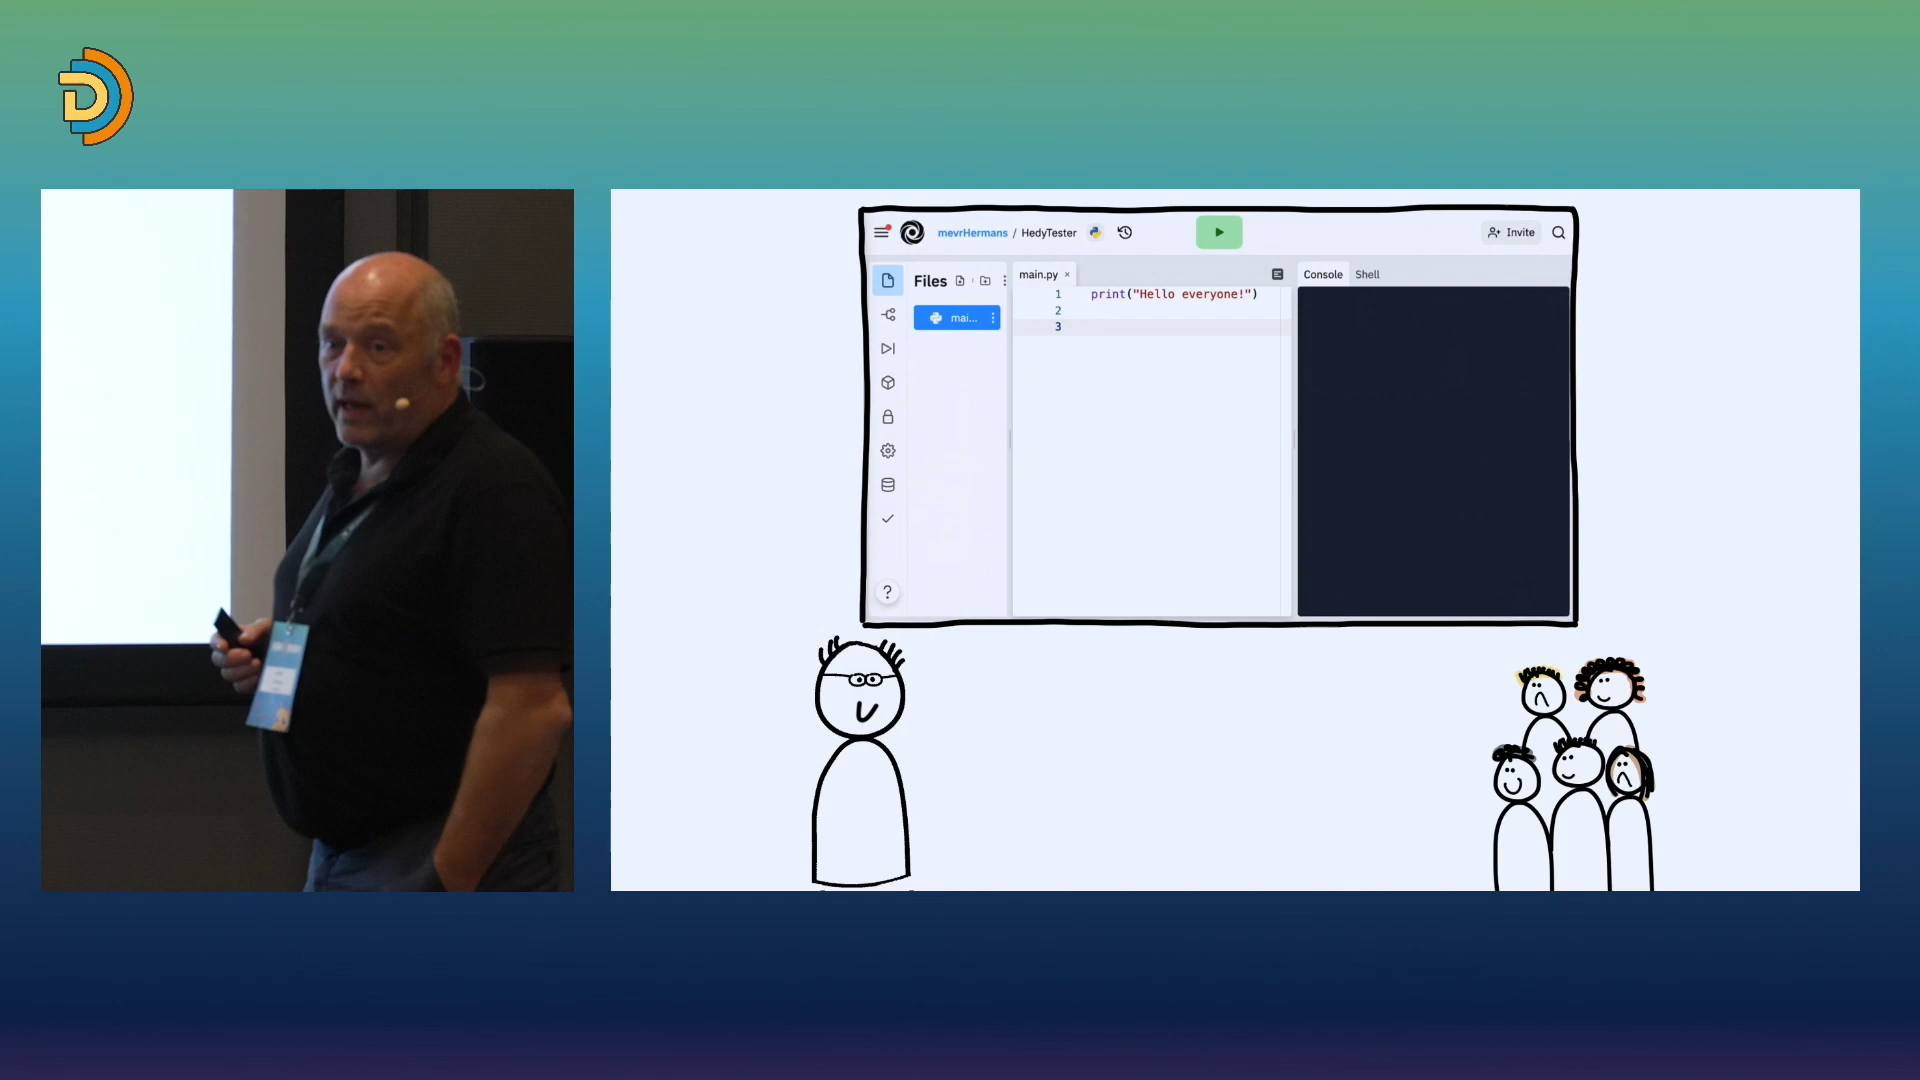 D
mevrHermans / HedyTester
Invite
Files
main.py ×
Console
Shell
mai...
1 print("Hello everyone!")
2
3
?